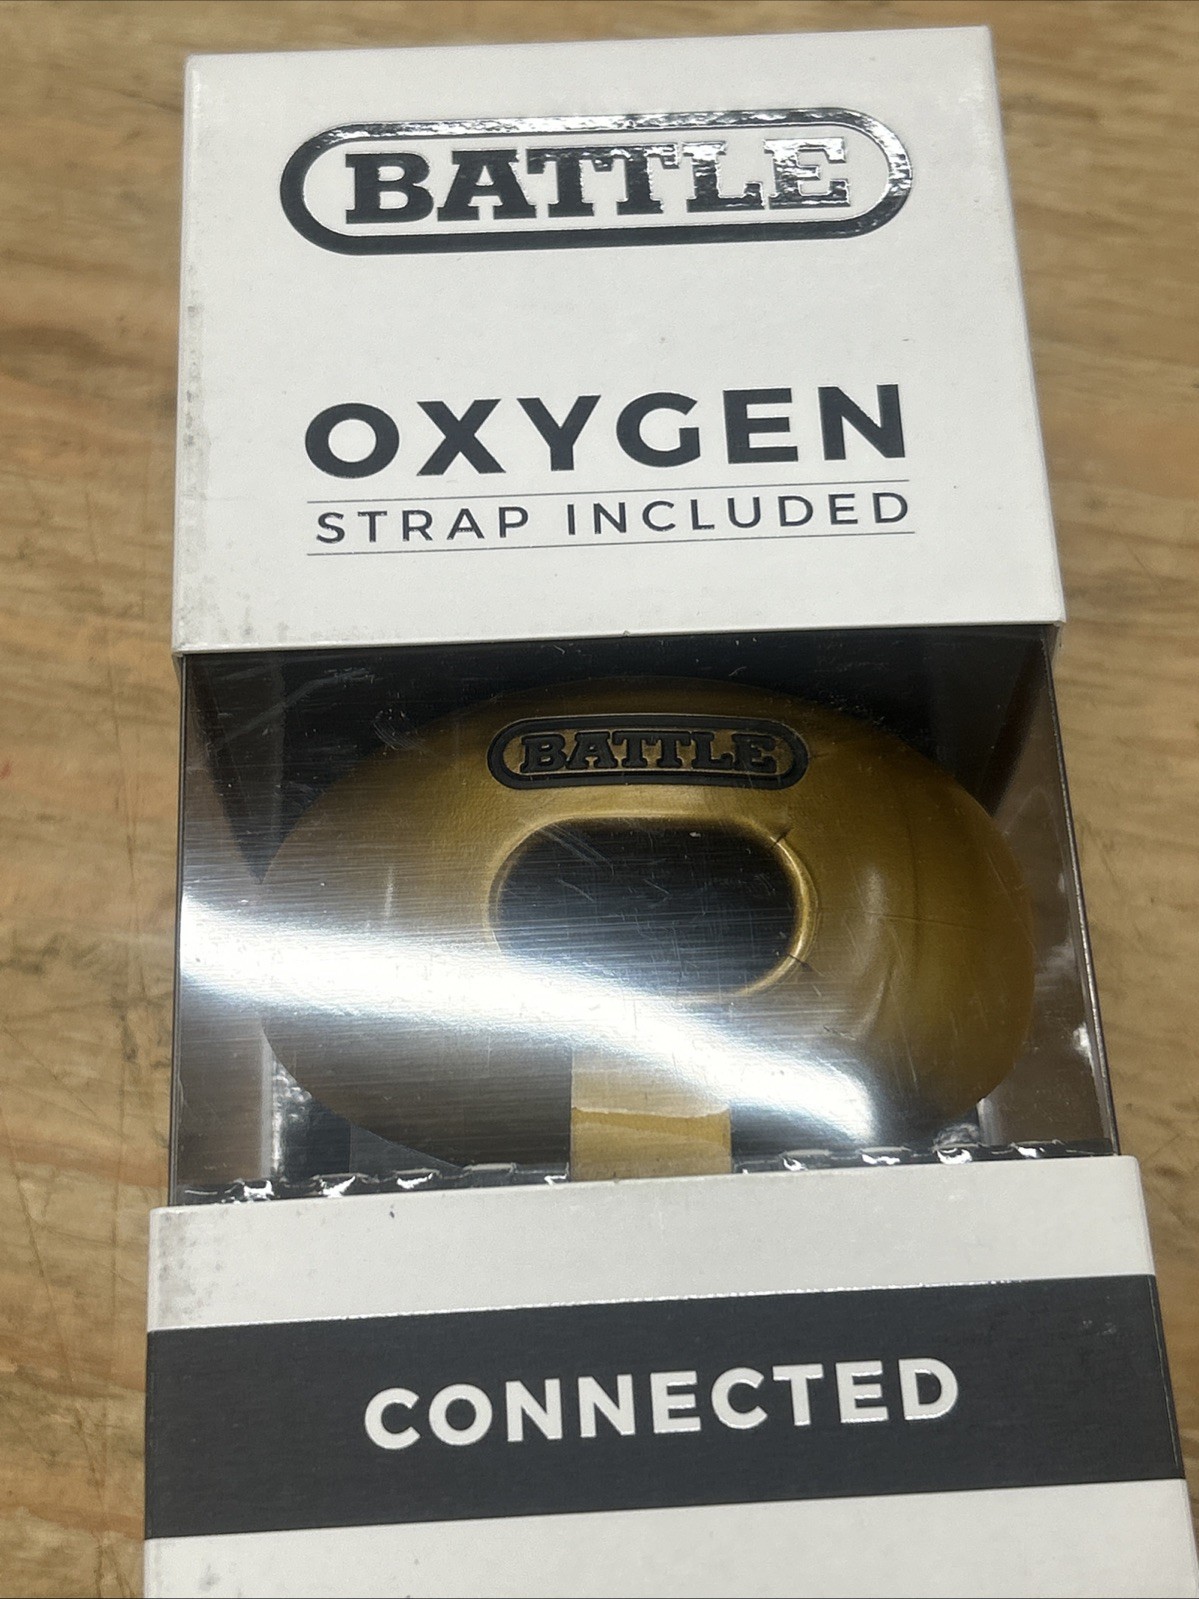 BATTLE
OXYGEN
STRAP INCLUDED
BATTLE
CONNECTED